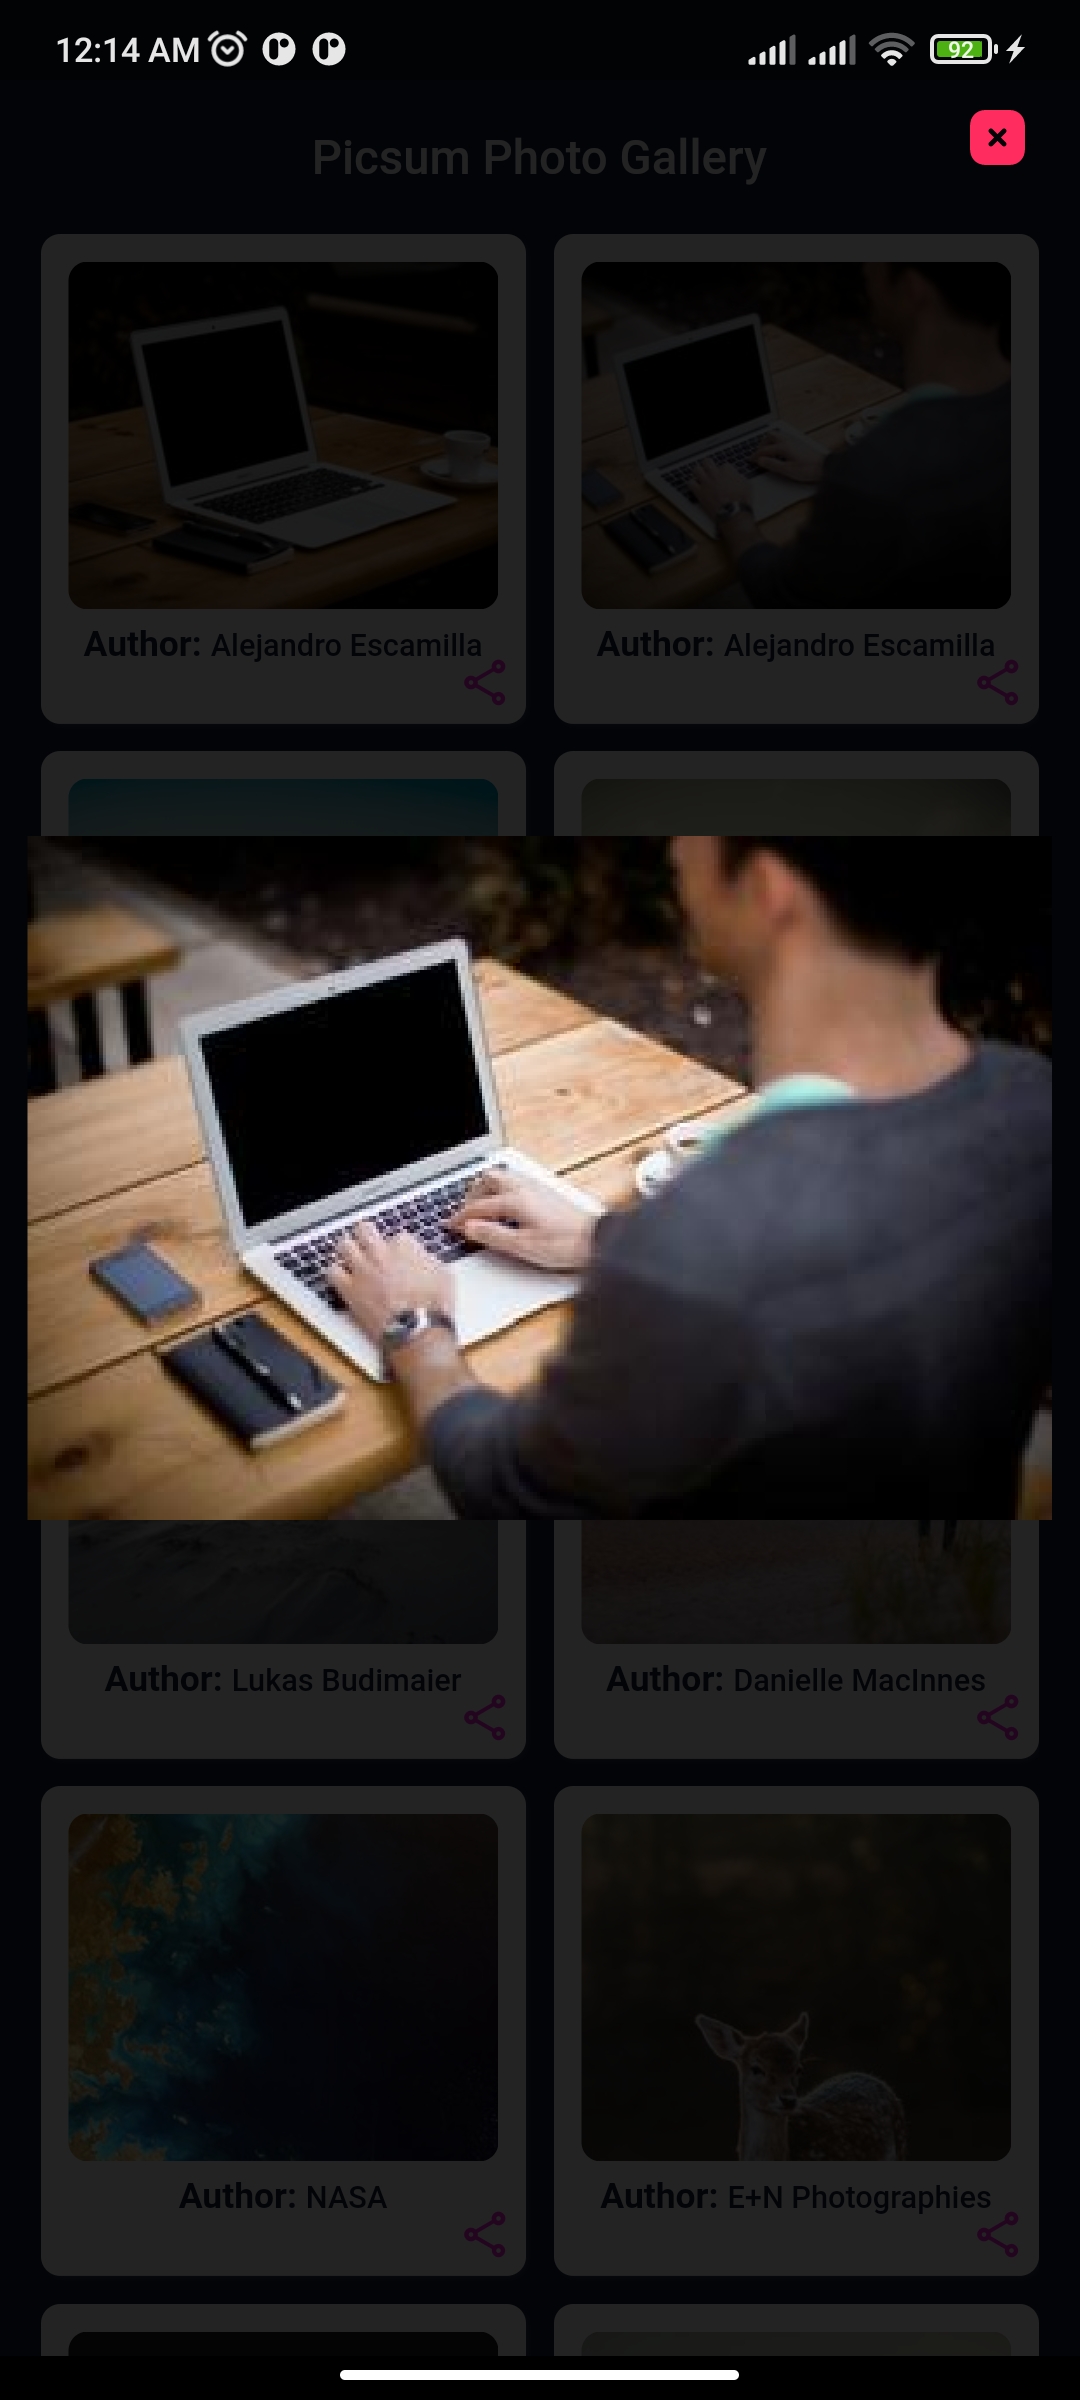 12:14 AM
92
Picsum Photo Gallery
Author: Alejandro Escamilla
Author: Alejandro Escamilla
Author: Lukas Budimaier
Author: Danielle MacInnes
Author: NASA
Author: E+N Photographies